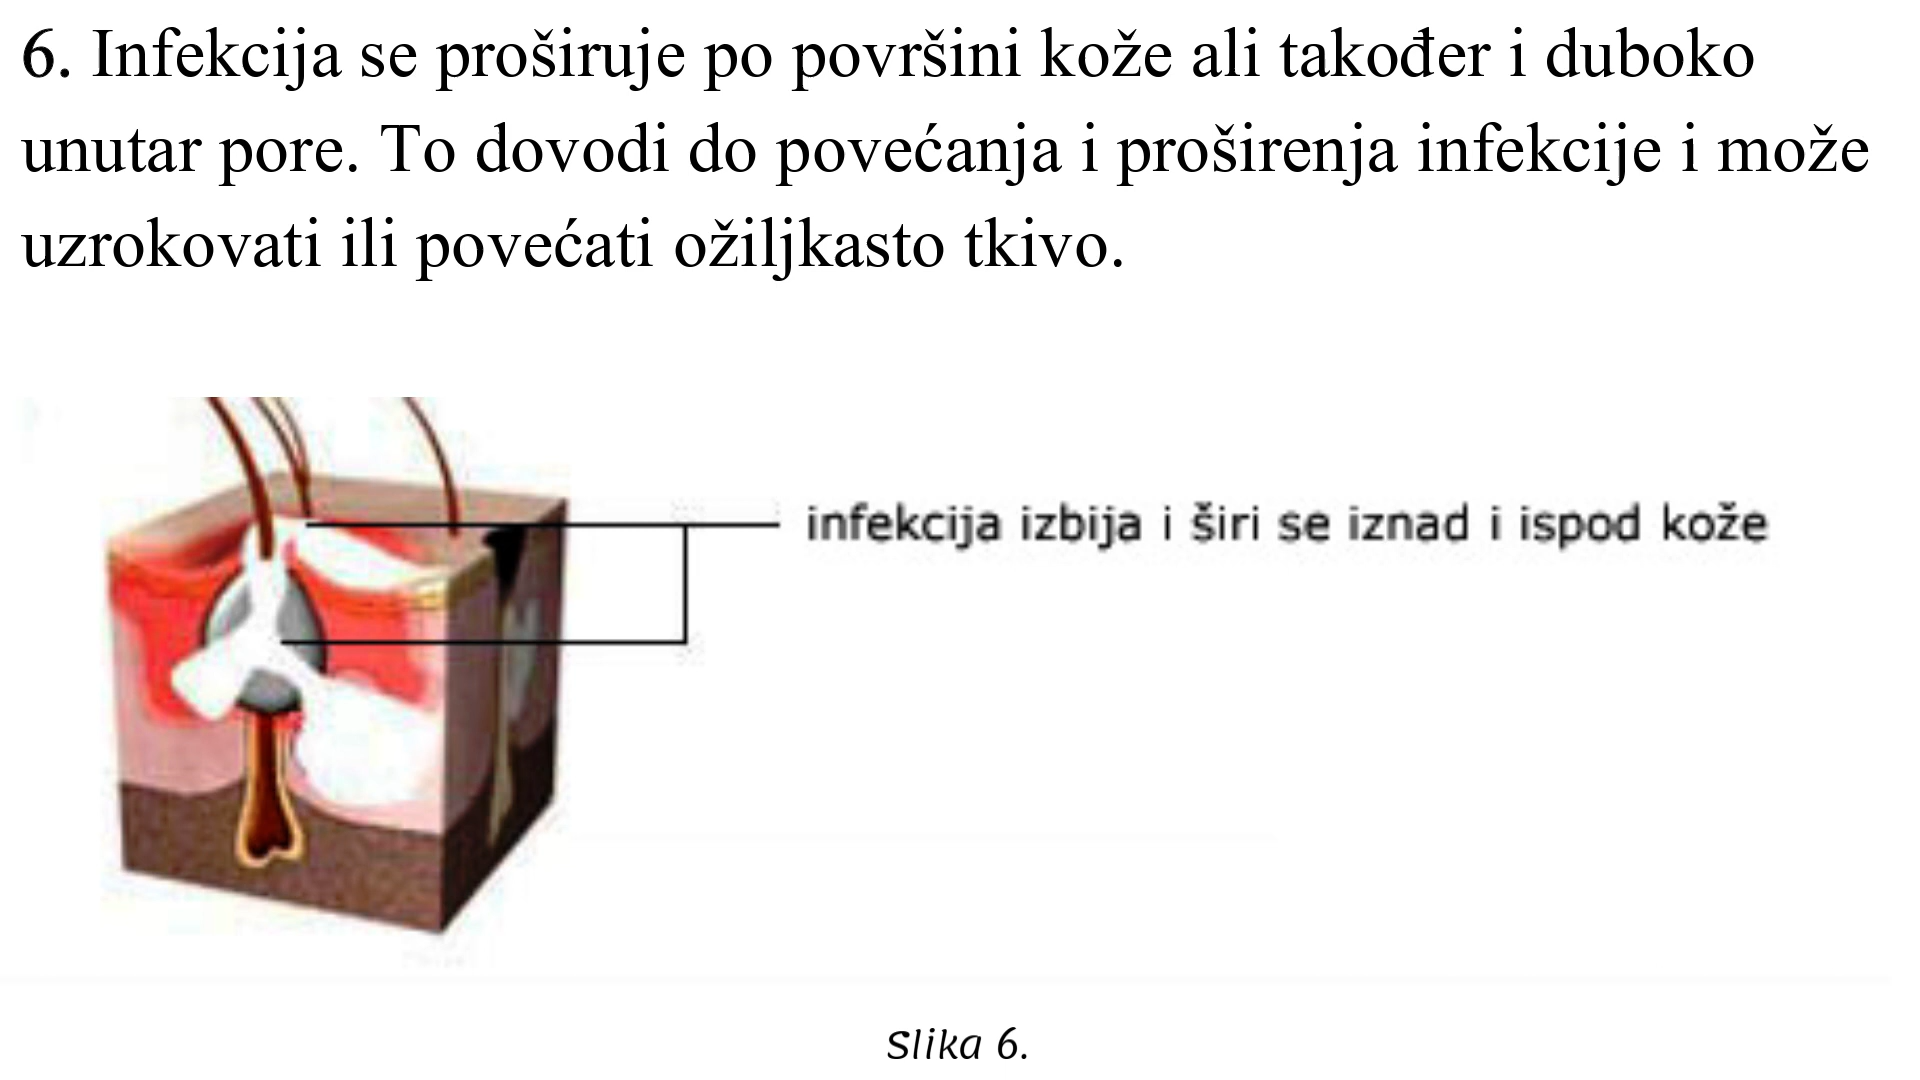 6. Infekcija se proširuje po površini kože ali također i duboko
unutar pore. To dovodi do povećanja i proširenja infekcije i može
uzrokovati ili povećati ožiljkasto tkivo.
infekcija izbija i širi se iznad i ispod kože
Slika 6.